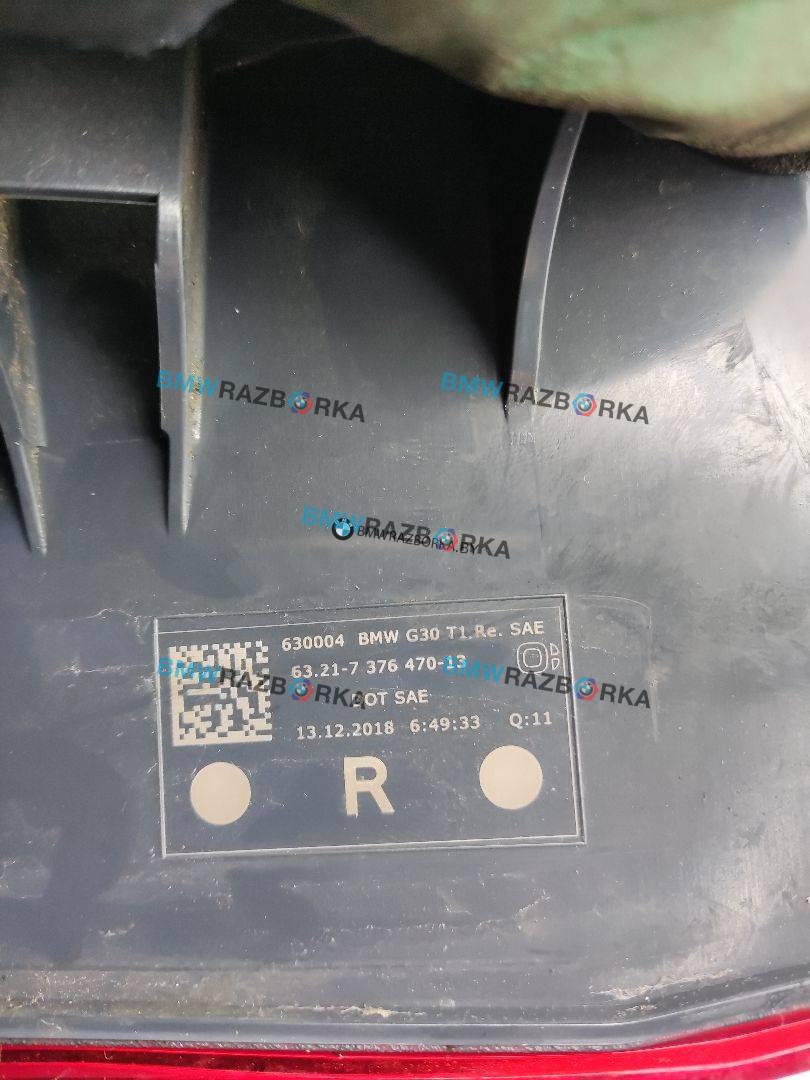 BMWRAZBORKA BMWRAZBORKA
BMWRAZBORKA
BMWRAZBORKA.BY
630004 BMW G30 T1.Re. SAE
63.21-7 376 470-13
BMWRAZBORKA BMWRAZBORKA
DOT SAE
13.12.2018 6:49:33 Q:11
R